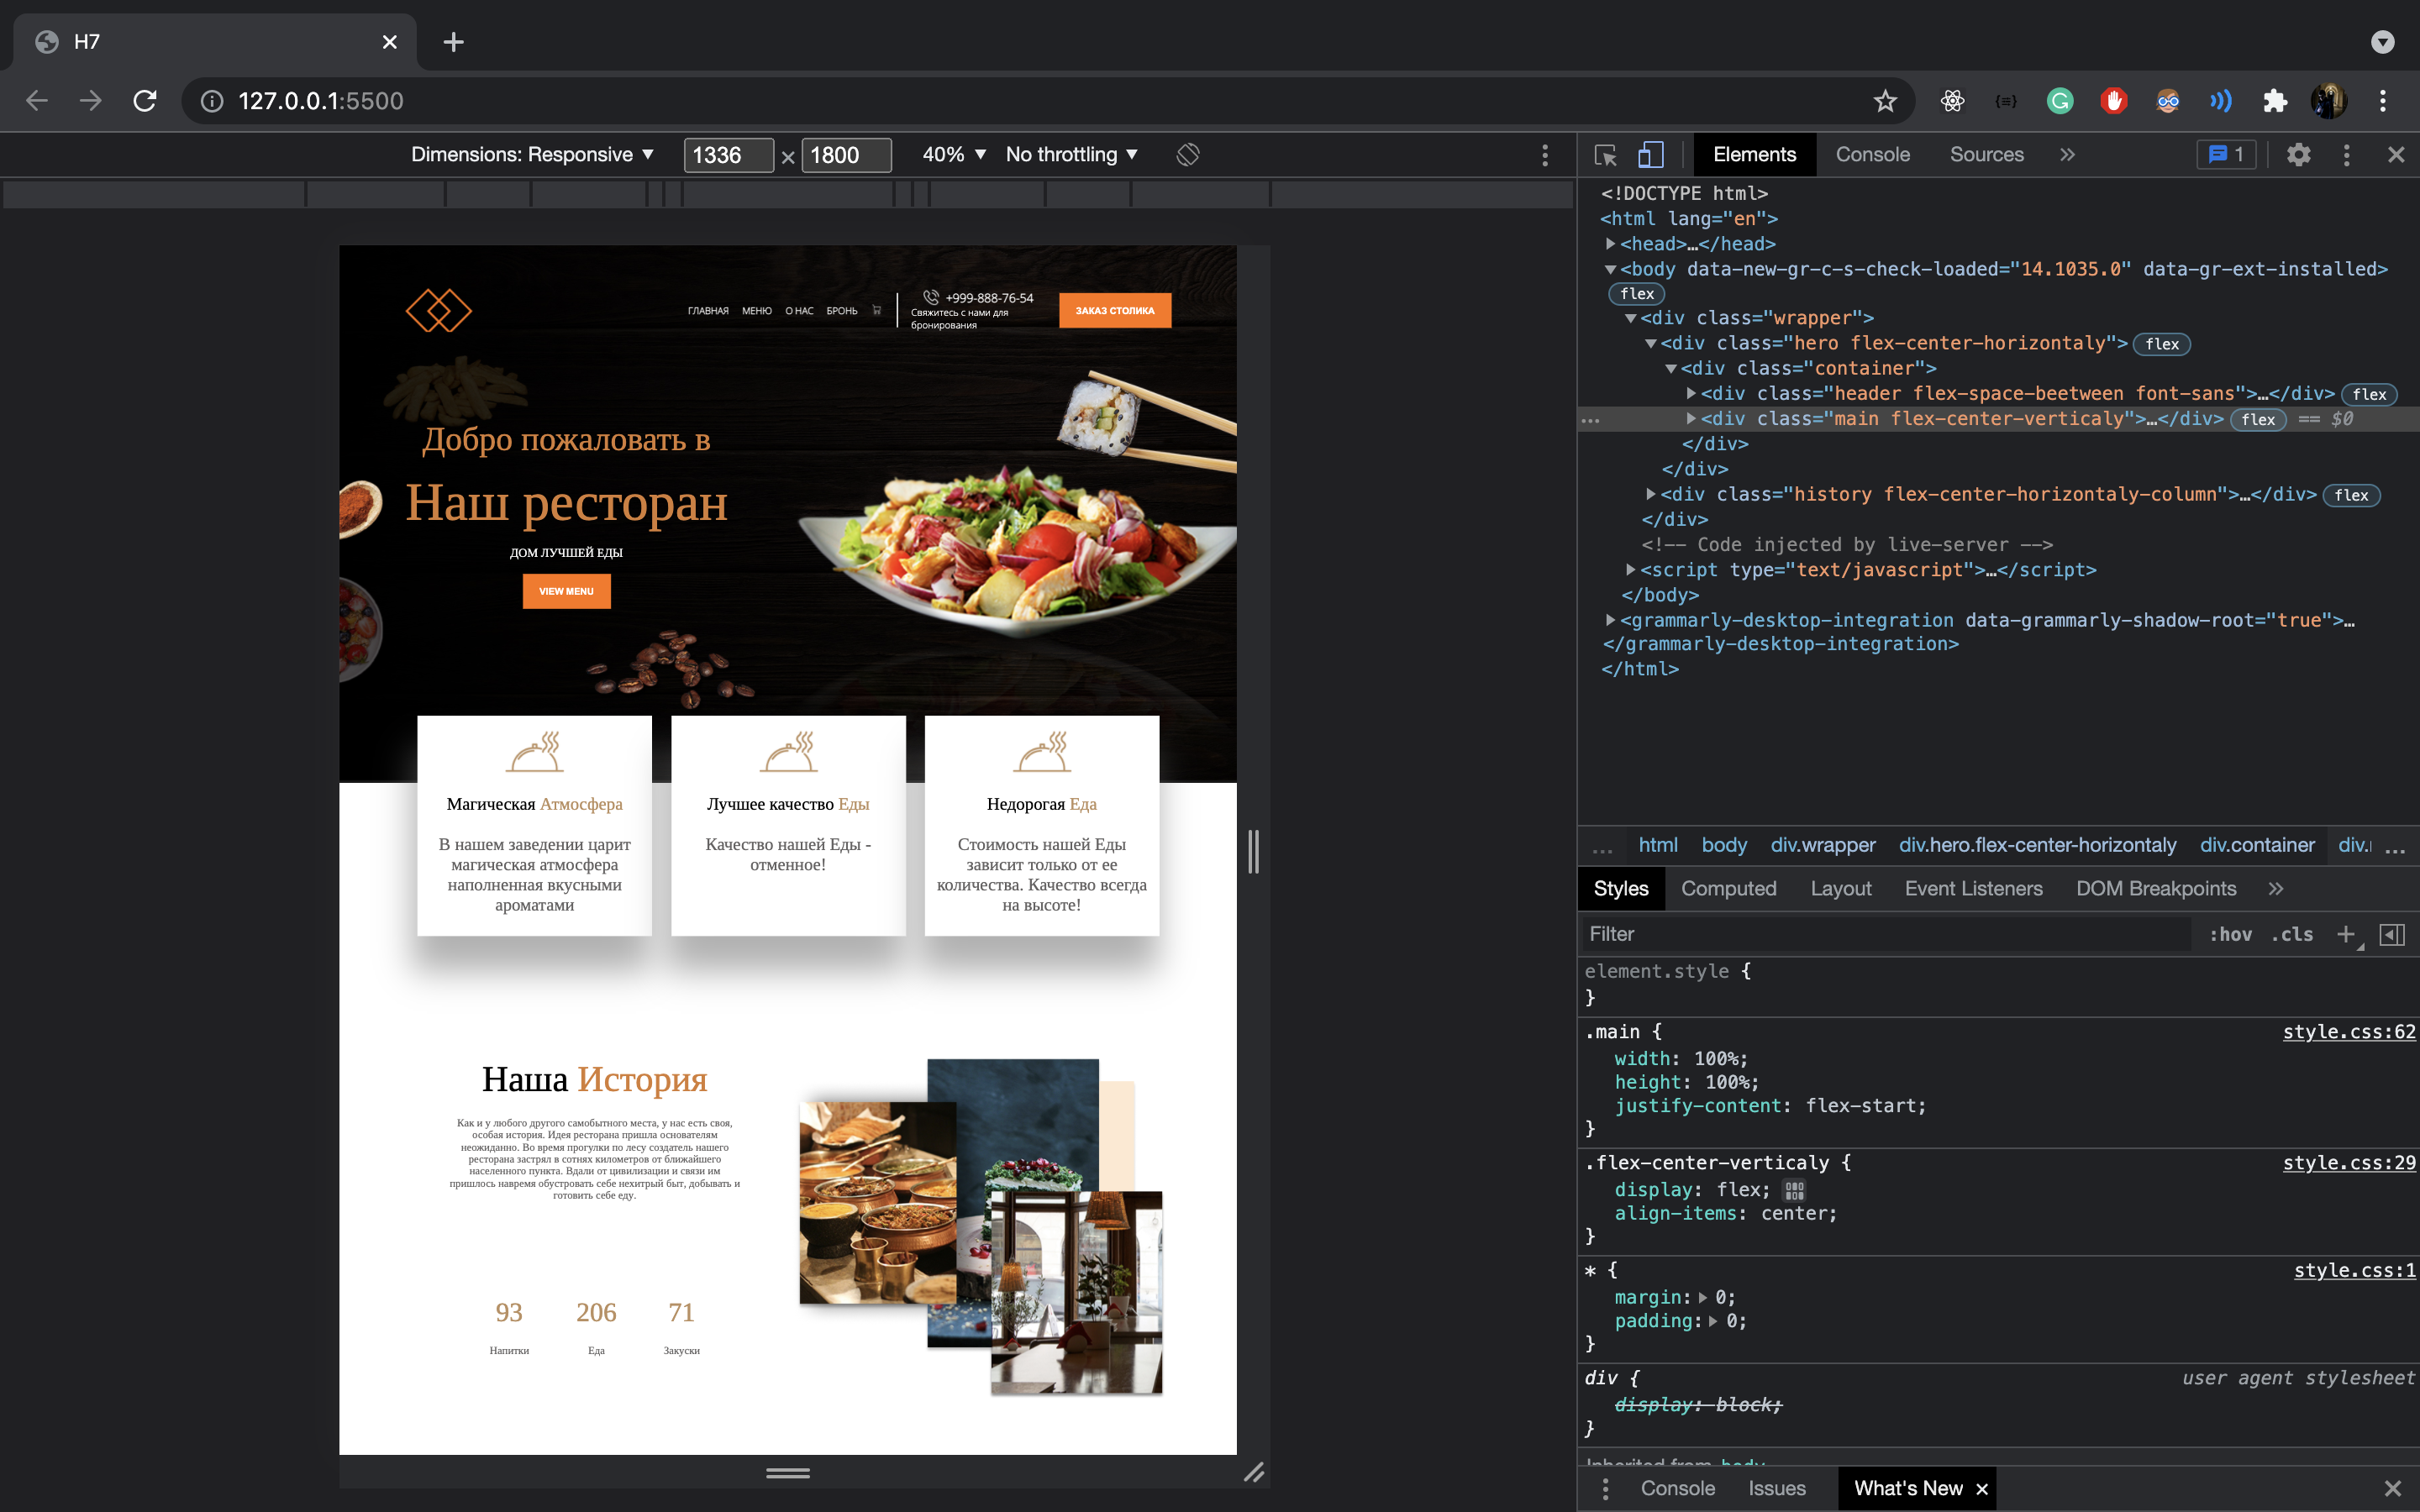 H7
127.0.0.1:5500
Dimensions: Responsive ▼ 1336 × 1800 40% ▼ No throttling ▼
ГЛАВНАЯ МЕНЮ О НАС БРОНЬ
+999-888-76-54
Свяжитесь с нами для
бронирования
ЗАКАЗ СТОЛИКА
Добро пожаловать в
Наш ресторан
ДОМ ЛУЧШЕЙ ЕДЫ
VIEW MENU
Магическая Атмосфера
В нашем заведении царит
магическая атмосфера
наполненная вкусными
ароматами
Лучшее качество Еды
Качество нашей Еды -
отменное!
Недорогая Еда
Стоимость нашей Еды
зависит только от ее
количества. Качество всегда
на высоте!
Наша История
Как и у любого другого самобытного места, у нас есть своя,
особая история. Идея ресторана пришла основателям
неожиданно. Во время прогулки по лесу создатель нашего
ресторана застрял в сотнях километров от ближайшего
населенного пункта. Вдали от цивилизации и связи им
пришлось навремя обустровать себе нехитрый быт, добывать и
готовить себе еду.
93 206 71
Напитки Еда Закуски
Elements Console Sources » 1
<!DOCTYPE html>
<html lang="en">
<head>…</head>
<body data-new-gr-c-s-check-loaded="14.1035.0" data-gr-ext-installed>
flex
<div class="wrapper">
<div class="hero flex-center-horizontaly"> flex
<div class="container">
<div class="header flex-space-beetween font-sans">…</div> flex
… <div class="main flex-center-verticaly">…</div> flex == $0
</div>
</div>
<div class="history flex-center-horizontaly-column">…</div> flex
</div>
<!-- Code injected by live-server -->
<script type="text/javascript">…</script>
</body>
<grammarly-desktop-integration data-grammarly-shadow-root="true">…
</grammarly-desktop-integration>
</html>
… html body div.wrapper div.hero.flex-center-horizontaly div.container div. …
Styles Computed Layout Event Listeners DOM Breakpoints »
Filter :hov .cls +
element.style {
}
.main { style.css:62
width: 100%;
height: 100%;
justify-content: flex-start;
}
.flex-center-verticaly { style.css:29
display: flex;
align-items: center;
}
* { style.css:1
margin: 0;
padding: 0;
}
div { user agent stylesheet
display: block;
}
Inherited from body
Console Issues What's New ×